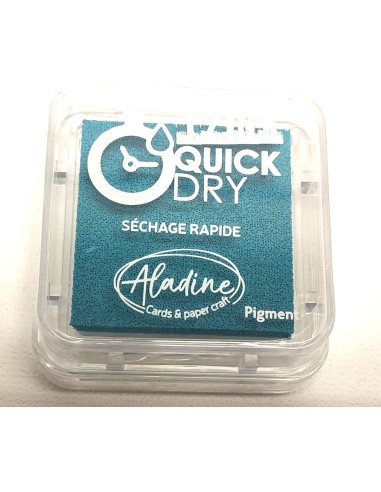 QUICK
DRY
SÉCHAGE RAPIDE
Aladine
Cards & paper craft
Pigment